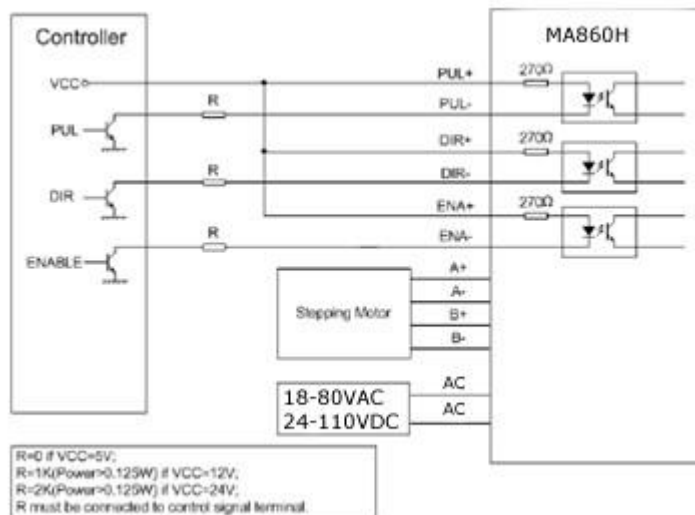 Controller
MA860H
VCC
PUL+
270Ω
R
PUL-
PUL
DIR+
270Ω
R
DIR-
DIR
ENA+
270Ω
R
ENA-
ENABLE
A+
A-
Stepping Motor
B+
B-
18-80VAC
24-110VDC
AC
AC
R=0 if VCC=5V;
R=1K(Power>0.125W) if VCC=12V;
R=2K(Power>0.125W) if VCC=24V;
R must be connected to control signal terminal.